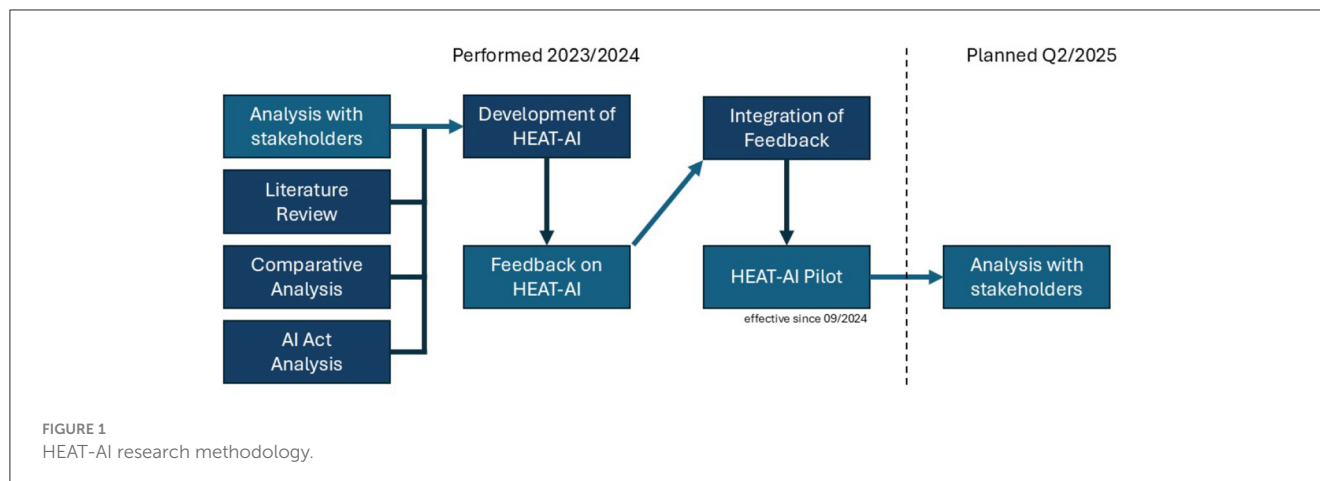 Performed 2023/2024
Planned Q2/2025
Analysis with
stakeholders
Literature
Review
Comparative
Analysis
AI Act
Analysis
Development of
HEAT-AI
Feedback on
HEAT-AI
Integration of
Feedback
HEAT-AI Pilot
effective since 09/2024
Analysis with
stakeholders
FIGURE 1
HEAT-AI research methodology.